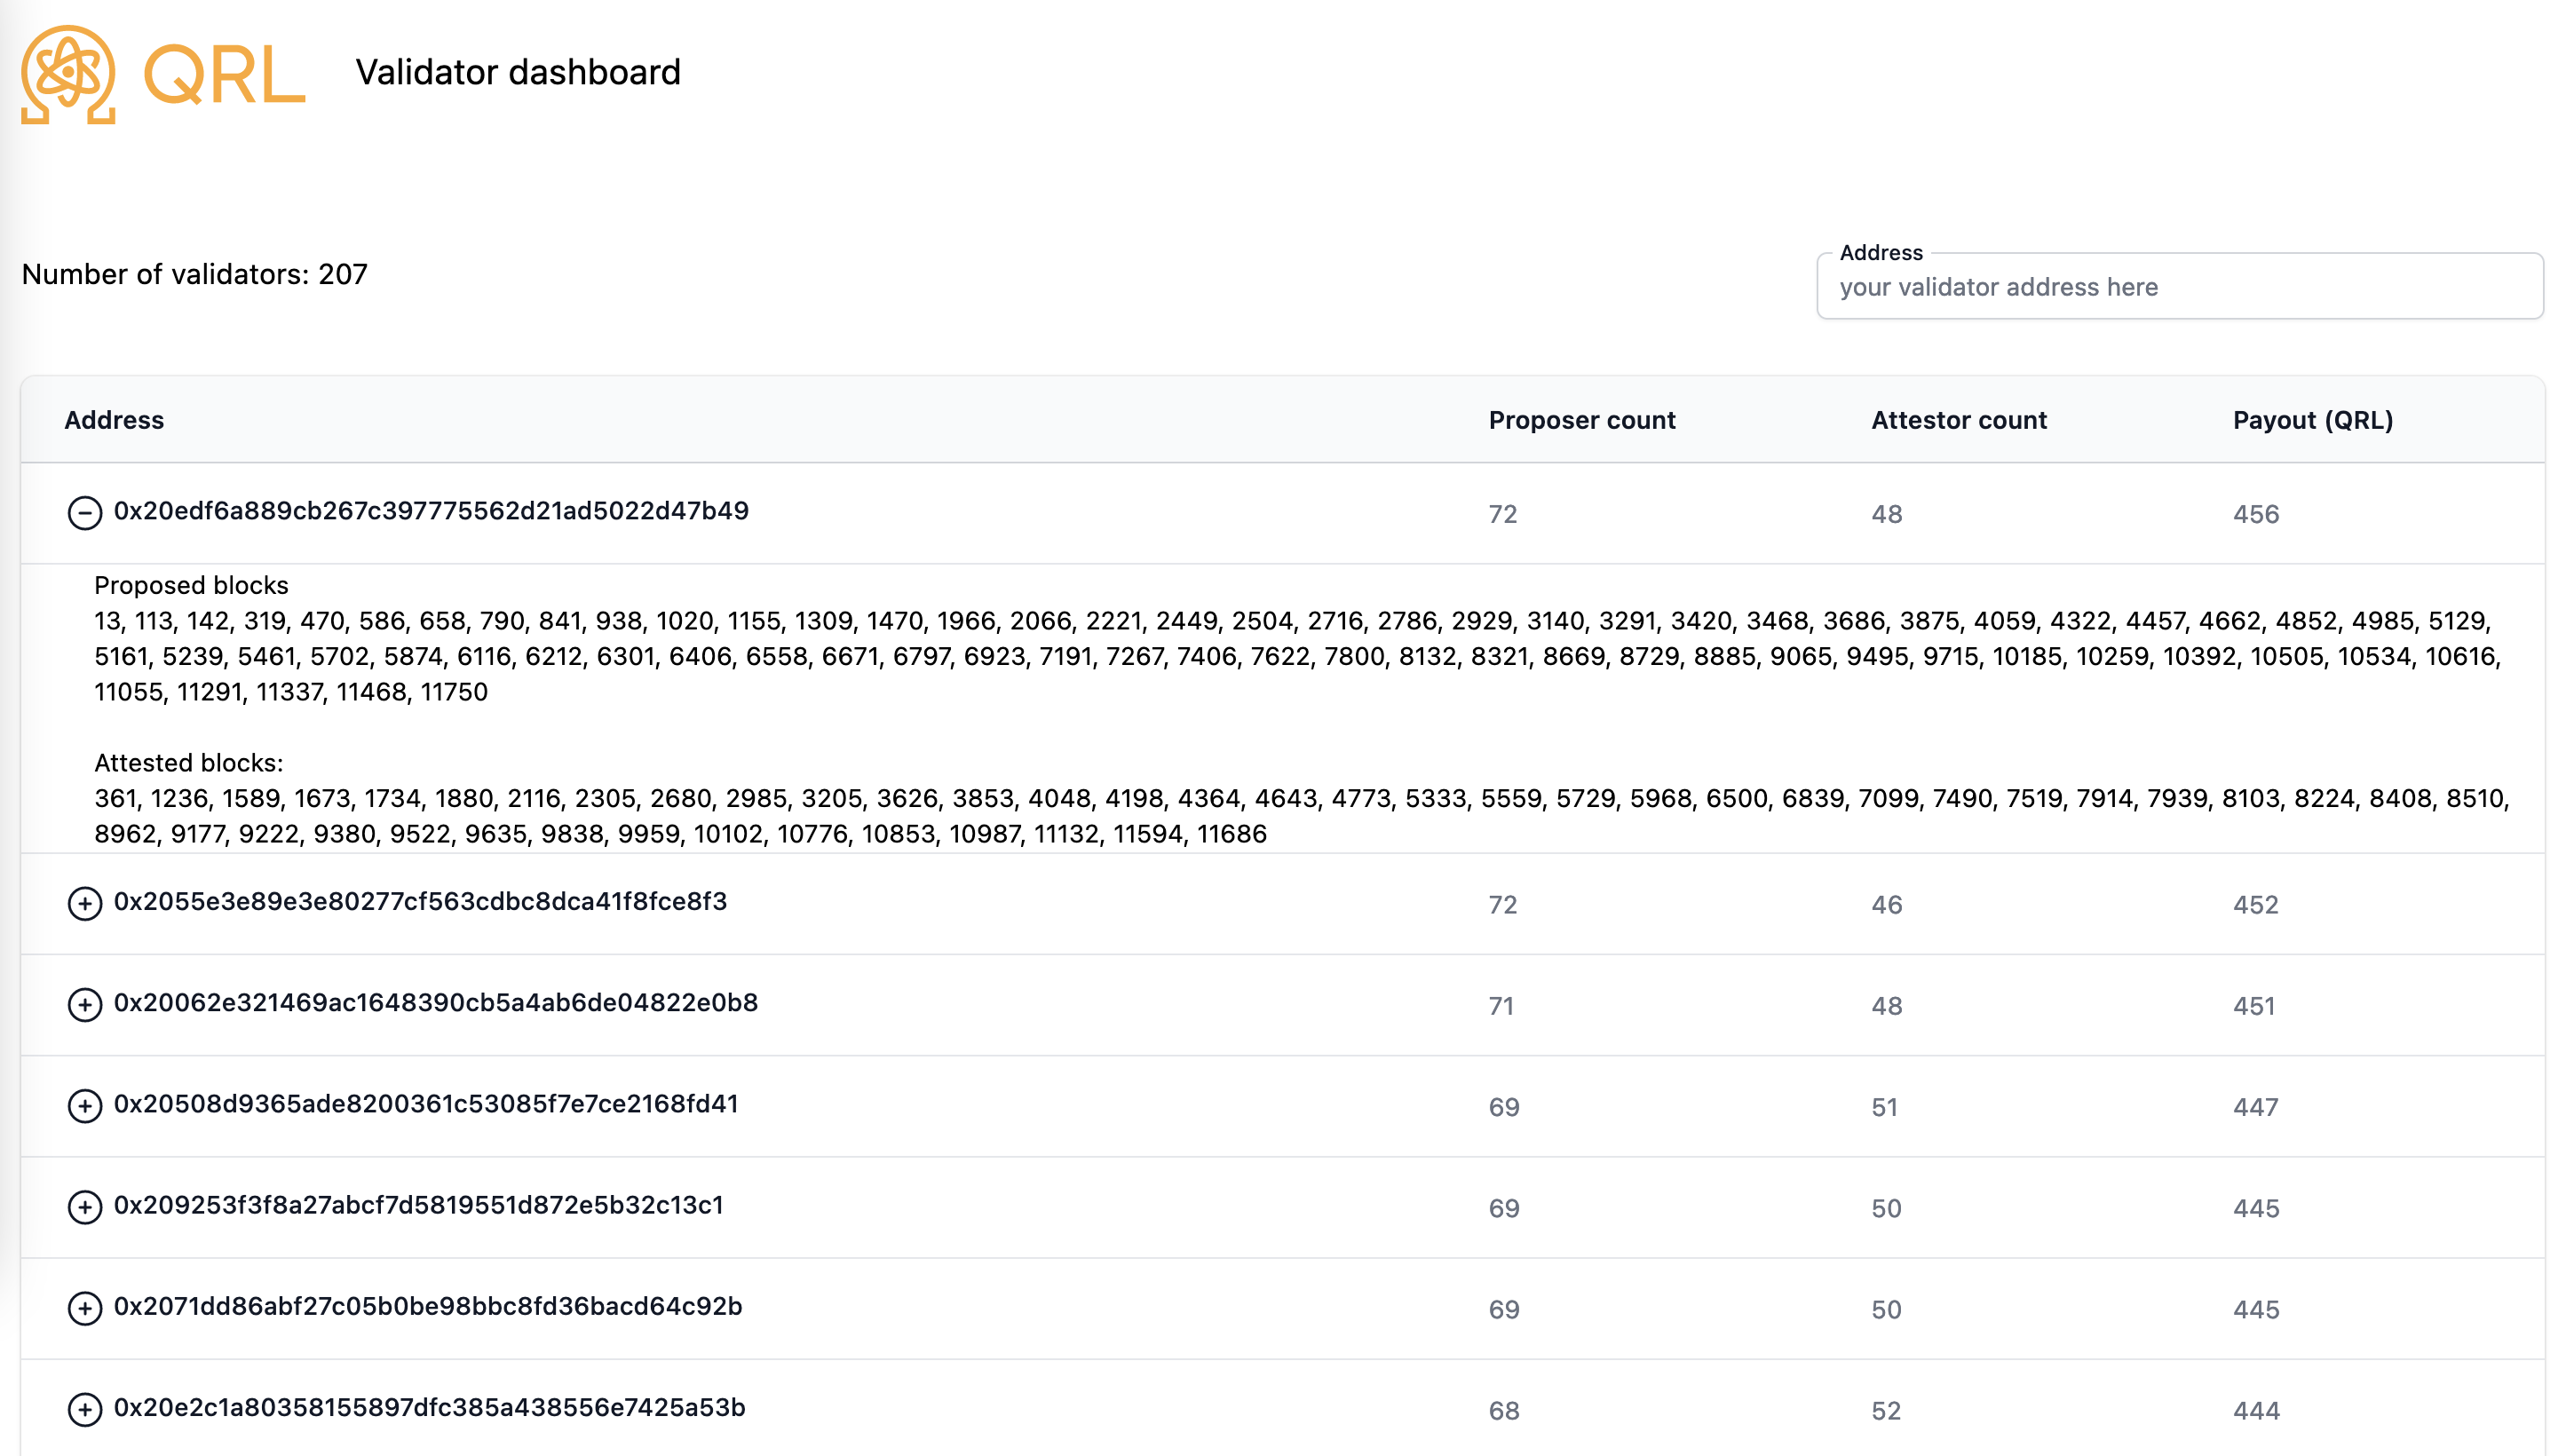 QRL Validator dashboard
Number of validators: 207
Address
your validator address here
Address Proposer count Attestor count Payout (QRL)
0x20edf6a889cb267c397775562d21ad5022d47b49 72 48 456
Proposed blocks
13, 113, 142, 319, 470, 586, 658, 790, 841, 938, 1020, 1155, 1309, 1470, 1966, 2066, 2221, 2449, 2504, 2716, 2786, 2929, 3140, 3291, 3420, 3468, 3686, 3875, 4059, 4322, 4457, 4662, 4852, 4985, 5129,
5161, 5239, 5461, 5702, 5874, 6116, 6212, 6301, 6406, 6558, 6671, 6797, 6923, 7191, 7267, 7406, 7622, 7800, 8132, 8321, 8669, 8729, 8885, 9065, 9495, 9715, 10185, 10259, 10392, 10505, 10534, 10616,
11055, 11291, 11337, 11468, 11750
Attested blocks:
361, 1236, 1589, 1673, 1734, 1880, 2116, 2305, 2680, 2985, 3205, 3626, 3853, 4048, 4198, 4364, 4643, 4773, 5333, 5559, 5729, 5968, 6500, 6839, 7099, 7490, 7519, 7914, 7939, 8103, 8224, 8408, 8510,
8962, 9177, 9222, 9380, 9522, 9635, 9838, 9959, 10102, 10776, 10853, 10987, 11132, 11594, 11686
0x2055e3e89e3e80277cf563cdbc8dca41f8fce8f3 72 46 452
0x20062e321469ac1648390cb5a4ab6de04822e0b8 71 48 451
0x20508d9365ade8200361c53085f7e7ce2168fd41 69 51 447
0x209253f3f8a27abcf7d5819551d872e5b32c13c1 69 50 445
0x2071dd86abf27c05b0be98bbc8fd36bacd64c92b 69 50 445
0x20e2c1a80358155897dfc385a438556e7425a53b 68 52 444